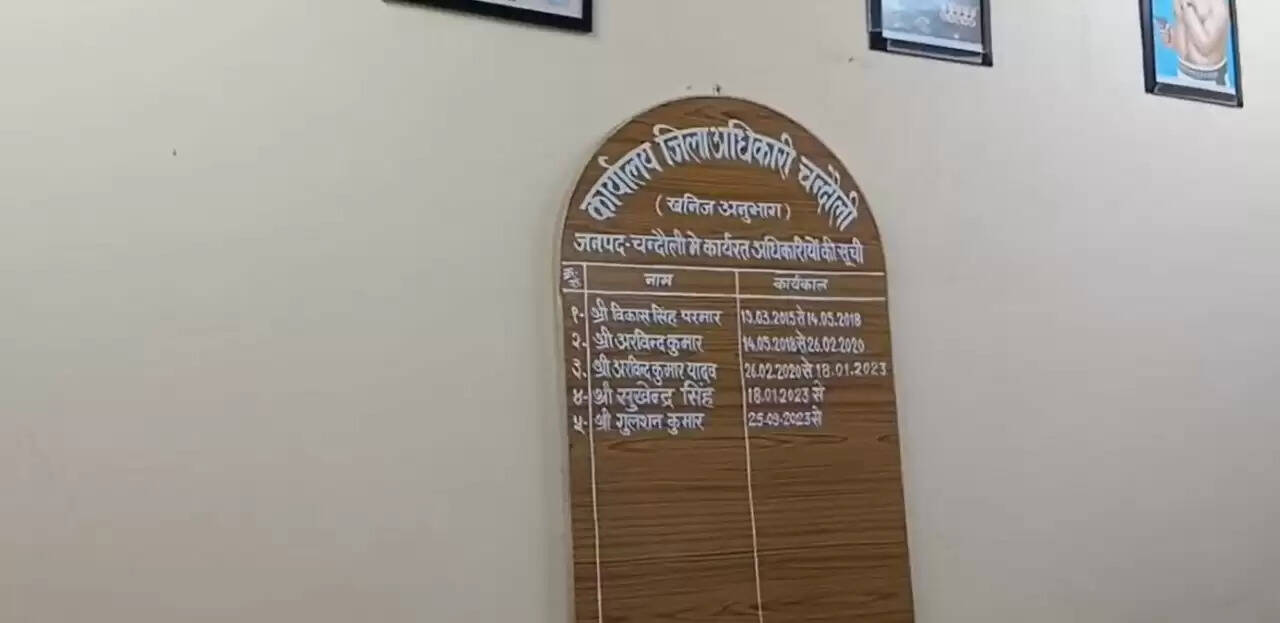 कार्यालय जिलाअधिकारी चन्दौली
(खनिज अनुभाग)
जनपद-चन्दौली मे कार्यरत अधिकारीयों की सूची
क्र.सं. नाम कार्यकाल
१- श्री विकास सिंह परमार 13.03.2015 से 14.05.2018
२. श्री अरविन्द कुमार 14.05.2018 से 26.02.2020
३. श्री अरविन्द कुमार यादव 26.02.2020 से 18.01.2023
४- श्री सुखेन्द्र सिंह 18.01.2023 से
५- श्री गुलशन कुमार 25-09-2023 से